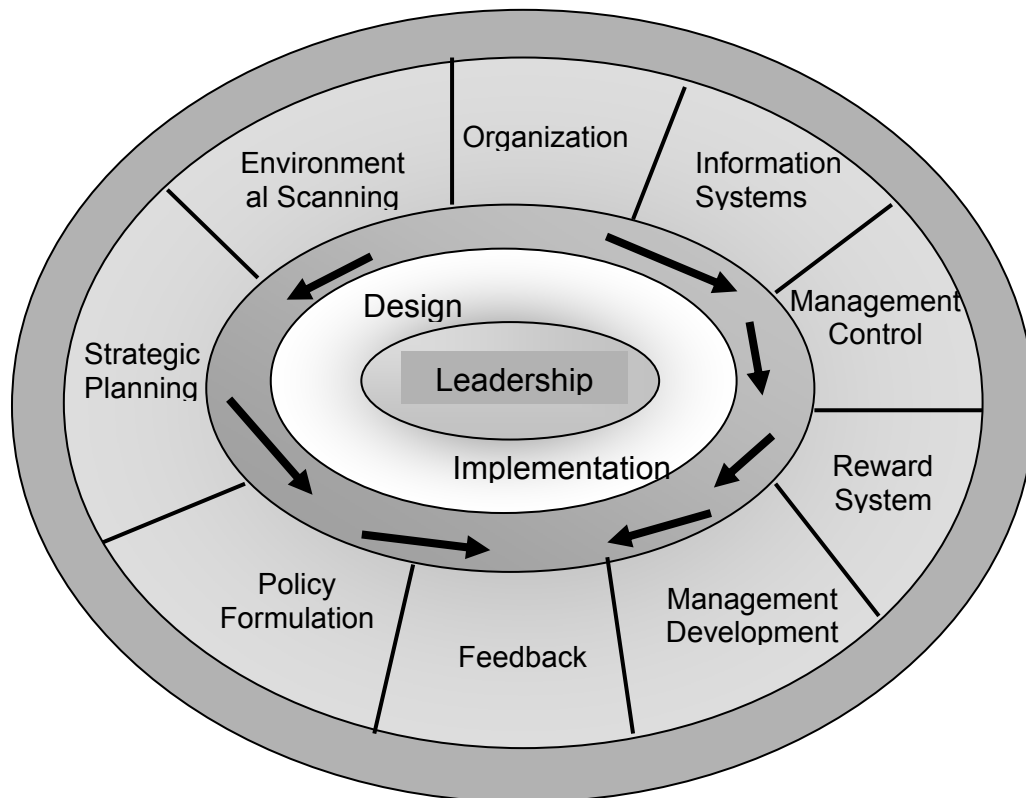 Organization
Environment
al Scanning
Information
Systems
Design
Management
Control
Strategic
Planning
Leadership
Implementation
Reward
System
Policy
Formulation
Management
Development
Feedback